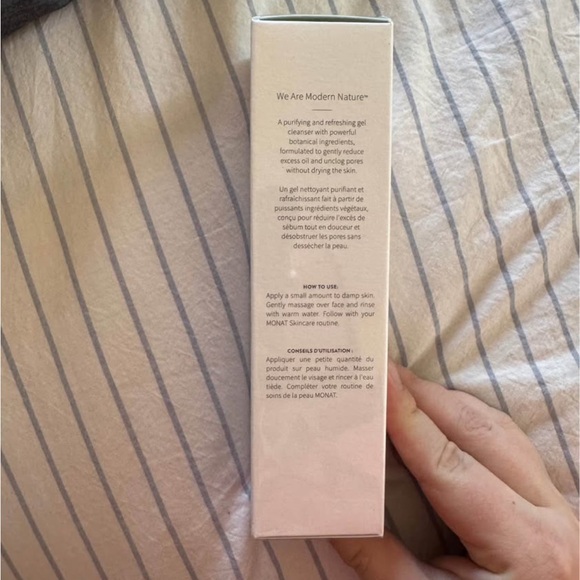 We Are Modern Nature™
A purifying and refreshing gel
cleanser with powerful
botanical ingredients,
formulated to gently reduce
excess oil and unclog pores
without drying the skin.
Un gel nettoyant purifiant et
rafraîchissant fait à partir de
puissants ingrédients végétaux,
conçu pour réduire l'excès de
sébum tout en douceur et
désobstruer les pores sans
dessécher la peau.
HOW TO USE:
Apply a small amount to damp skin.
Gently massage over face and rinse
with warm water. Follow with your
MONAT Skincare routine.
CONSEILS D'UTILISATION :
Appliquer une petite quantité du
produit sur peau humide. Masser
doucement le visage et rincer à l'eau
tiède. Compléter votre routine de
soins de la peau MONAT.